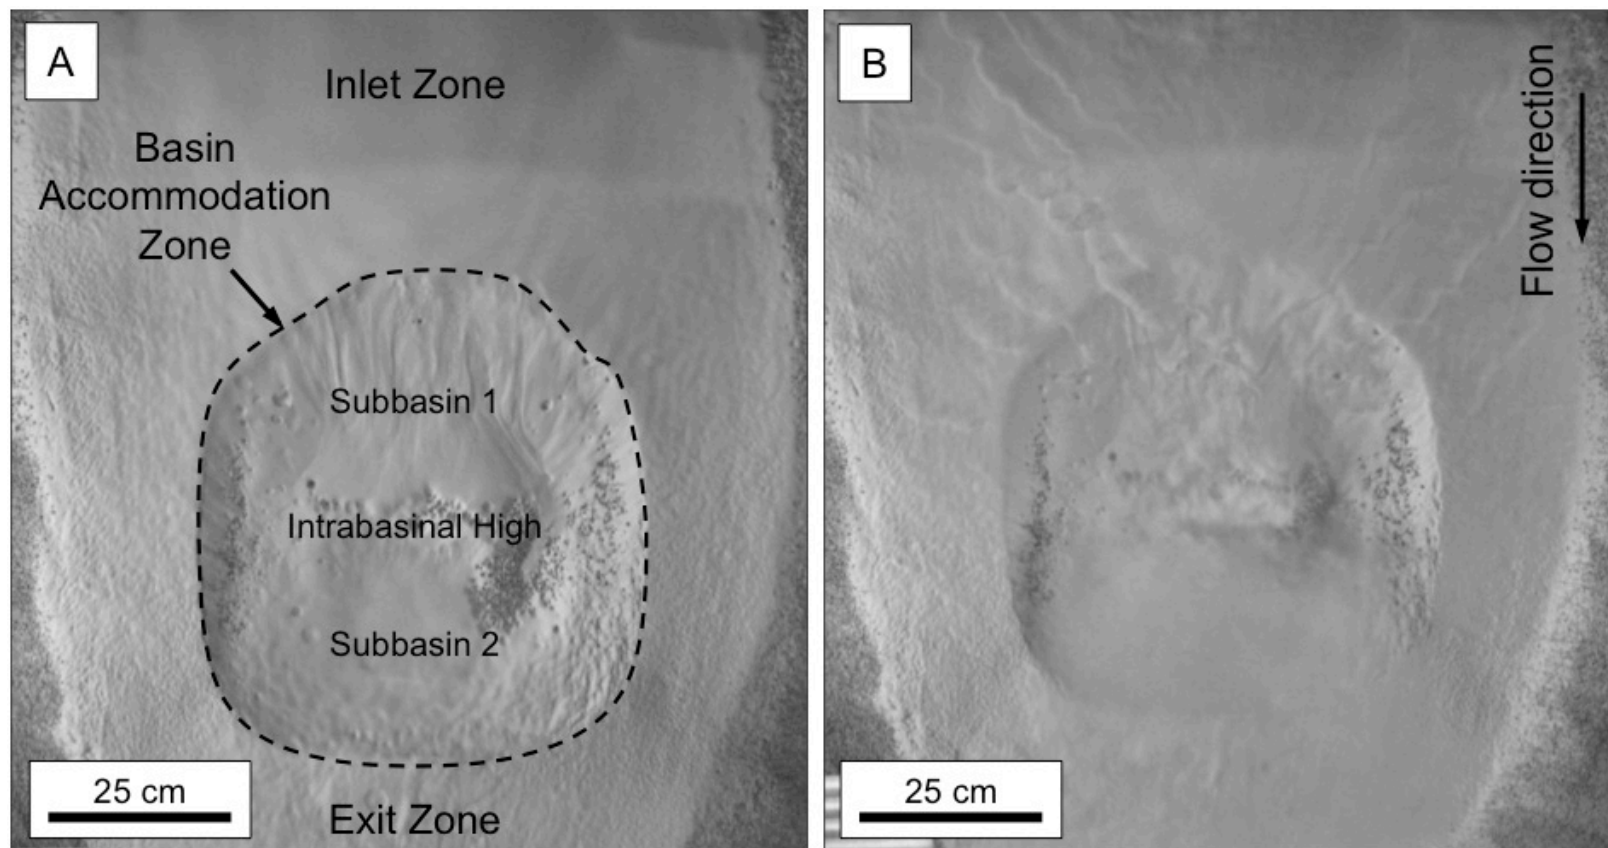 A
Inlet Zone
Basin
Accommodation
Zone
Subbasin 1
Intrabasinal High
Subbasin 2
25 cm
Exit Zone
B
Flow direction
25 cm